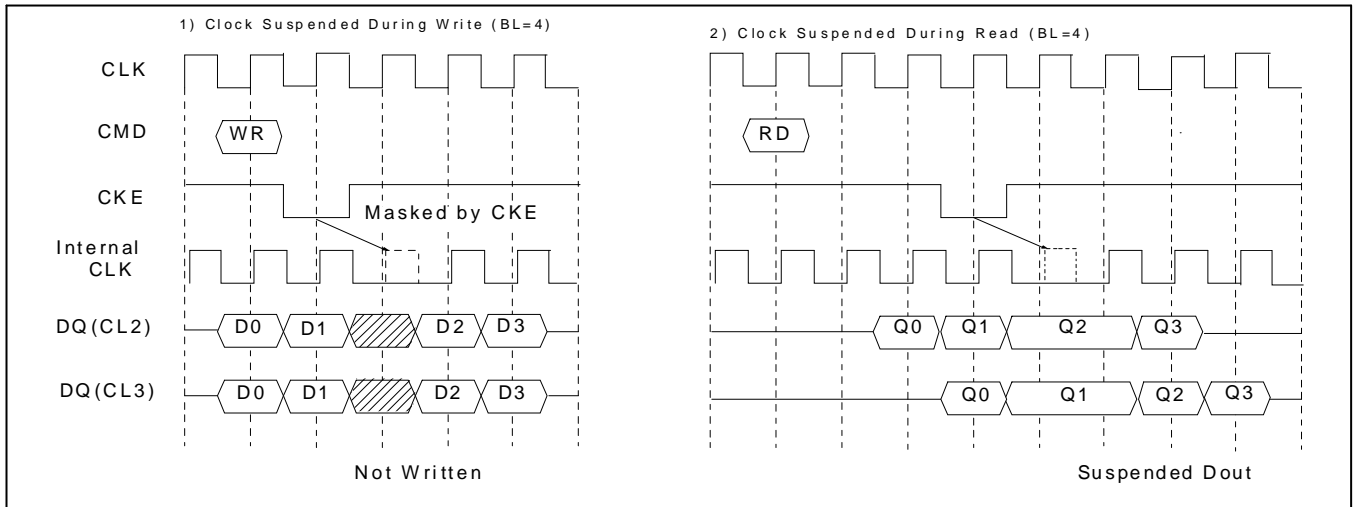 1) Clock Suspended During Write (BL=4)
2) Clock Suspended During Read (BL=4)
CLK
CMD
WR
RD
CKE
Masked by CKE
Internal
CLK
DQ(CL2)
D0 D1 D2 D3
Q0 Q1 Q2 Q3
DQ(CL3)
D0 D1 D2 D3
Q0 Q1 Q2 Q3
Not Written
Suspended Dout